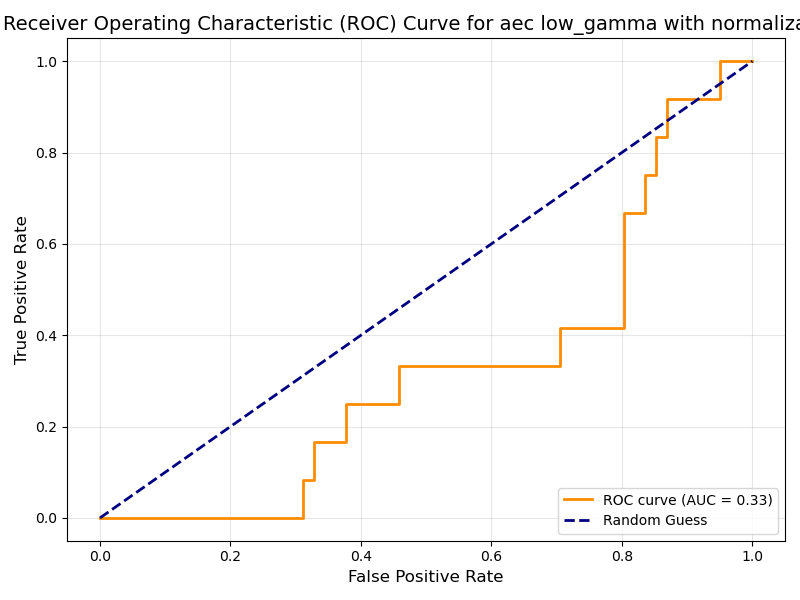 Receiver Operating Characteristic (ROC) Curve for aec low_gamma with normaliza
1.0
0.8
0.6
0.4
0.2
0.0
True Positive Rate
ROC curve (AUC = 0.33)
Random Guess
0.0 0.2 0.4 0.6 0.8 1.0
False Positive Rate